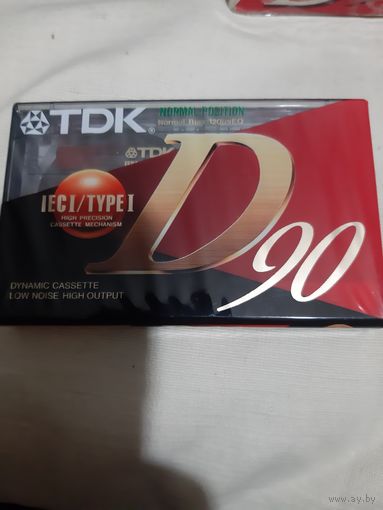 TDK®
NORMAL POSITION
Normal Bias 120μs EQ
TDK
IEC I/TYPE I
HIGH PRECISION
CASSETTE MECHANISM
D90
DYNAMIC CASSETTE
LOW NOISE HIGH OUTPUT
www.ay.by